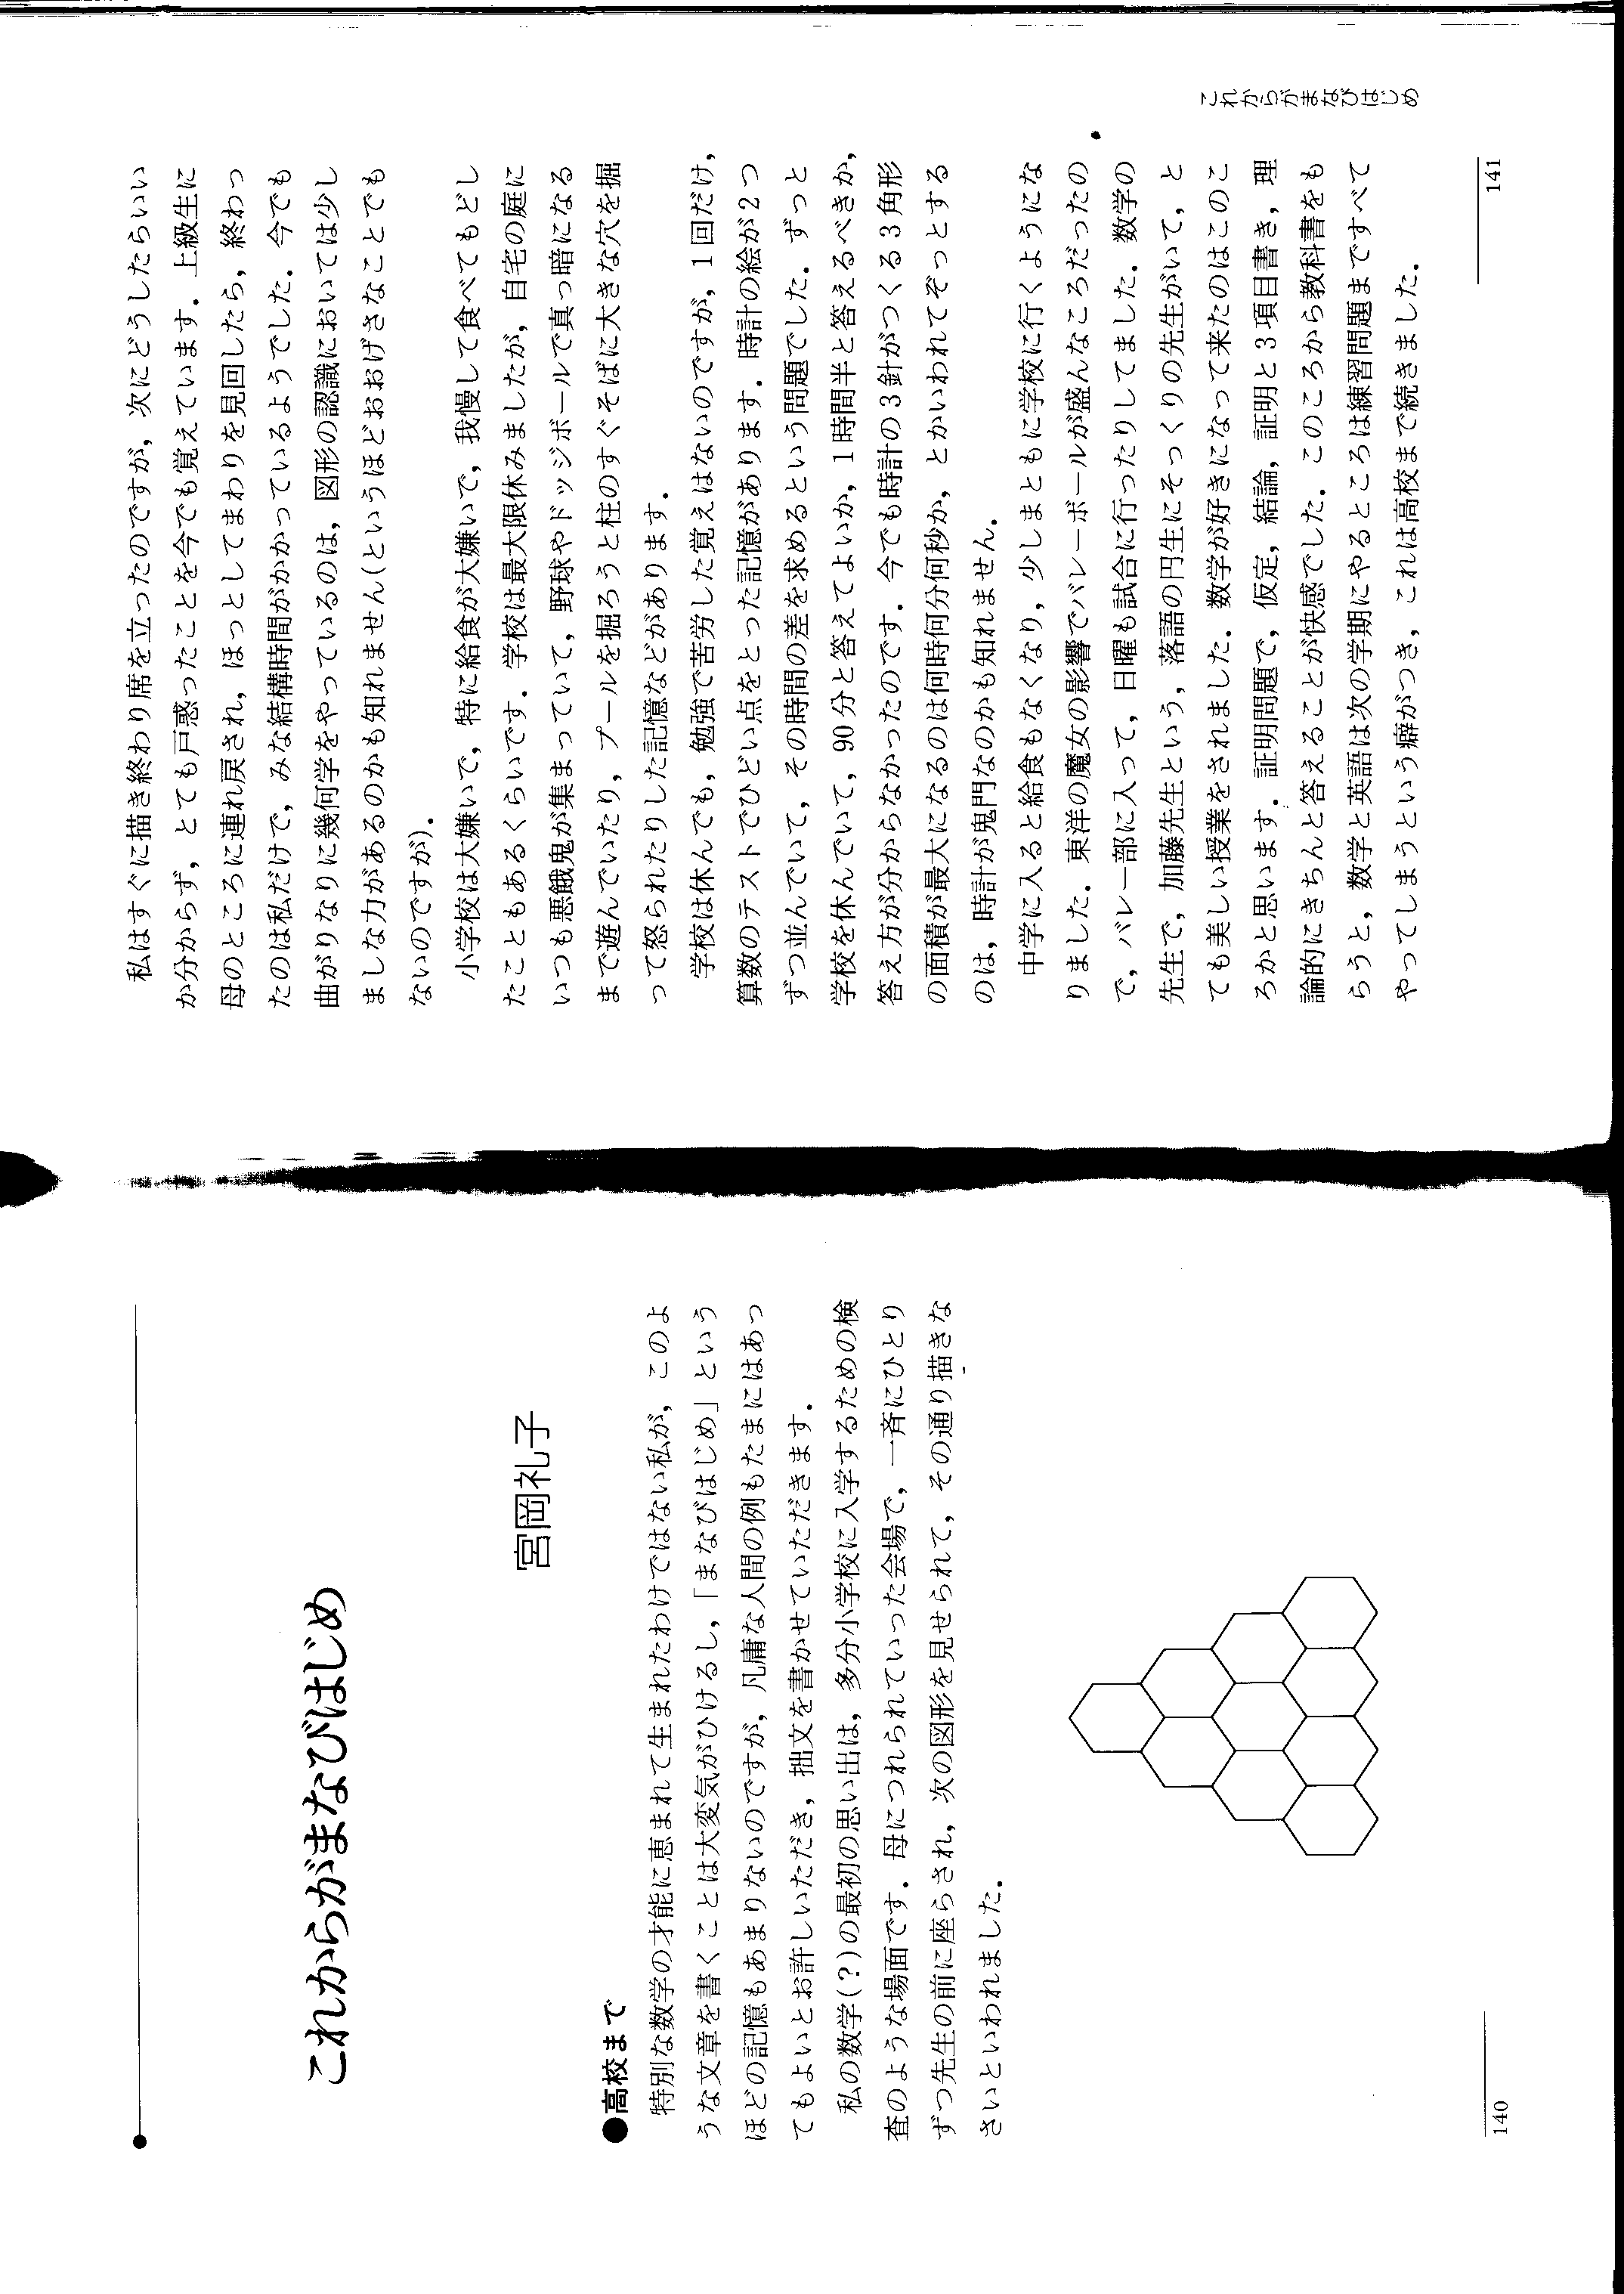 これからがまなびはじめ
宮岡礼子
●高校まで
特別な数学の才能に恵まれて生まれたわけではない私が，このよ
うな文章を書くことは大変気がひけるし，「まなびはじめ」という
ほどの記憶もあまりないのですが，凡庸な人間の例もたまにはあっ
てもよいとお許しいただき，拙文を書かせていただきます．
私の数学(？)の最初の思い出は，多分小学校に入学するための検
査のような場面です．母につれられていった会場で，一斉にひとり
ずつ先生の前に座らされ，次の図形を見せられて，その通り描きな
さいといわれました．
140
私はすぐに描き終わり席を立ったのですが，次にどうしたらいい
か分からず，とても戸惑ったことを今でも覚えています．上級生に
母のところに連れ戻され，ほっとしてまわりを見回したら，終わっ
たのは私だけで，みな結構時間がかかっているようでした．今でも
曲がりなりに幾何学をやっているのは，図形の認識においては少し
ましな力があるのかも知れません(というほどおおげさなことでも
ないのですが)．
小学校は大嫌いで，特に給食が大嫌いで，我慢して食べてもどし
たこともあるくらいです．学校は最大限休みましたが，自宅の庭に
いつも悪餓鬼が集まっていて，野球やドッジボールで真っ暗になる
まで遊んでいたり，プールを掘ろうと柱のすぐそばに大きな穴を掘
って怒られたりした記憶などがあります．
学校は休んでも，勉強で苦労した覚えはないのですが，1回だけ，
算数のテストでひどい点をとった記憶があります．時計の絵が2つ
ずつ並んでいて，その時間の差を求めるという問題でした．ずっと
学校を休んでいて，90分と答えてよいか，1時間半と答えるべきか，
答え方が分からなかったのです．今でも時計の3針がつくる3角形
の面積が最大になるのは何時何分何秒か，とかいわれてぞっとする
のは，時計が鬼門なのかも知れません．
中学に入ると給食もなくなり，少しまともに学校に行くようにな
りました．東洋の魔女の影響でバレーボールが盛んなころだったの
で，バレー部に入って，日曜も試合に行ったりしてました．数学の
先生で，加藤先生という，落語の円生にそっくりの先生がいて，と
ても美しい授業をされました．数学が好きになって来たのはこのこ
ろかと思います．証明問題で，仮定，結論，証明と3項目書き，理
論的にきちんと答えることが快感でした．このころから教科書をも
らうと，数学と英語は次の学期にやるところは練習問題まですべて
やってしまうという癖がつき，これは高校まで続きました．
これからがまなびはじめ
141